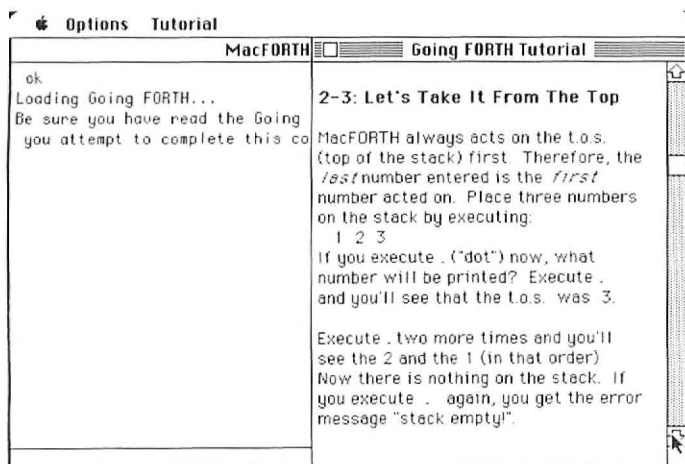 Options Tutorial
MacFORTH
ok
Loading Going FORTH...
Be sure you have read the Going
you attempt to complete this co
Going FORTH Tutorial
2-3: Let's Take It From The Top
MacFORTH always acts on the t.o.s.
(top of the stack) first. Therefore, the
last number entered is the first
number acted on. Place three numbers
on the stack by executing:
1 2 3
If you execute . ("dot") now, what
number will be printed? Execute .
and you'll see that the t.o.s. was 3.
Execute . two more times and you'll
see the 2 and the 1 (in that order)
Now there is nothing on the stack. If
you execute . again, you get the error
message "stack empty!".